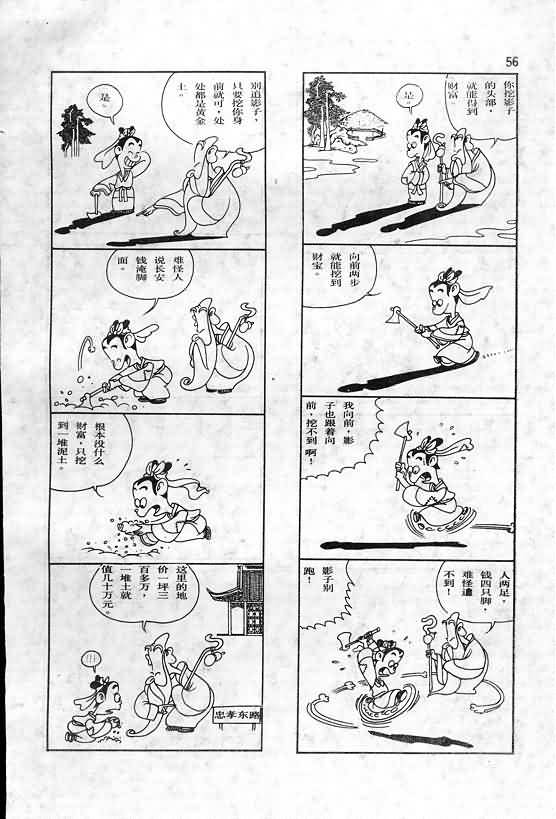 56
你挖影子
的头部，
就能得到
财富。
是。
向前两步
就能挖到
财宝。
我向前，影
子也跟着向
前，挖不到啊！
人两足，
钱四只脚，
难怪追
不到！
影子别
跑！
别追影子，
只要挖你身
前就可，处
处都是黄金
土。
是。
难怪人
说长安
钱淹脚
面。
根本没什么
财富，只挖
到一堆泥土。
这里的地
价一坪三
百多万，
一堆土就
值几十万元。
忠孝东路